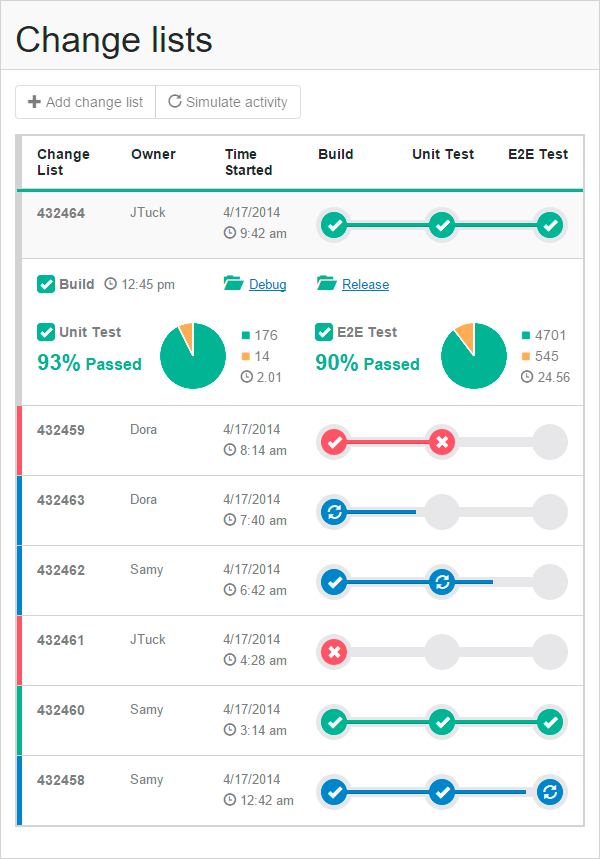 Change lists
Add change list Simulate activity
Change List Owner Time Started Build Unit Test E2E Test
432464 JTuck 4/17/2014
9:42 am
Build 12:45 pm Debug Release
Unit Test 176 E2E Test 4701
93% Passed 14 90% Passed 545
2.01 24.56
432459 Dora 4/17/2014
8:14 am
432463 Dora 4/17/2014
7:40 am
432462 Samy 4/17/2014
6:42 am
432461 JTuck 4/17/2014
4:28 am
432460 Samy 4/17/2014
3:14 am
432458 Samy 4/17/2014
12:42 am